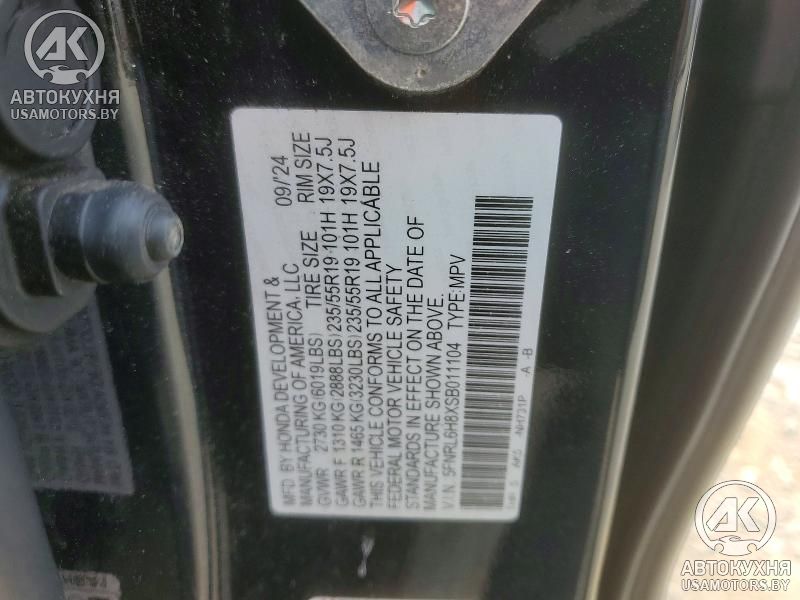 MFD. BY HONDA DEVELOPMENT & 09/'24
MANUFACTURING OF AMERICA, LLC
GVWR 2730 KG(6019LBS) TIRE SIZE RIM SIZE
GAWR F 1310 KG(2888LBS)235/55R19 101H 19X7.5J
GAWR R 1465 KG(3230LBS)235/55R19 101H 19X7.5J
THIS VEHICLE CONFORMS TO ALL APPLICABLE
FEDERAL MOTOR VEHICLE SAFETY
STANDARDS IN EFFECT ON THE DATE OF
MANUFACTURE SHOWN ABOVE.
V.I.N. 5FNRL6H8XSB011104 TYPE:MPV
NH731P -A -B
AK
АВТОКУХНЯ
USAMOTORS.BY
AK
АВТОКУХНЯ
USAMOTORS.BY